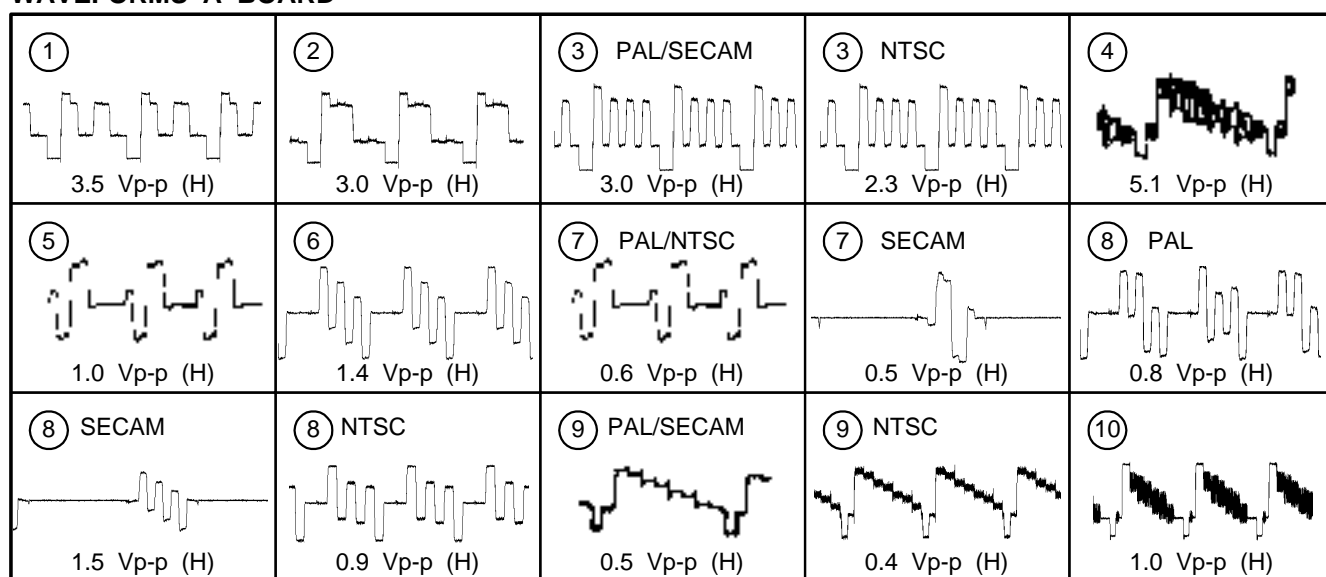 WAVEFORMS A BOARD
1
2
3 PAL/SECAM
3 NTSC
4
3.5 Vp-p (H)
3.0 Vp-p (H)
3.0 Vp-p (H)
2.3 Vp-p (H)
5.1 Vp-p (H)
5
6
7 PAL/NTSC
7 SECAM
8 PAL
1.0 Vp-p (H)
1.4 Vp-p (H)
0.6 Vp-p (H)
0.5 Vp-p (H)
0.8 Vp-p (H)
8 SECAM
8 NTSC
9 PAL/SECAM
9 NTSC
10
1.5 Vp-p (H)
0.9 Vp-p (H)
0.5 Vp-p (H)
0.4 Vp-p (H)
1.0 Vp-p (H)